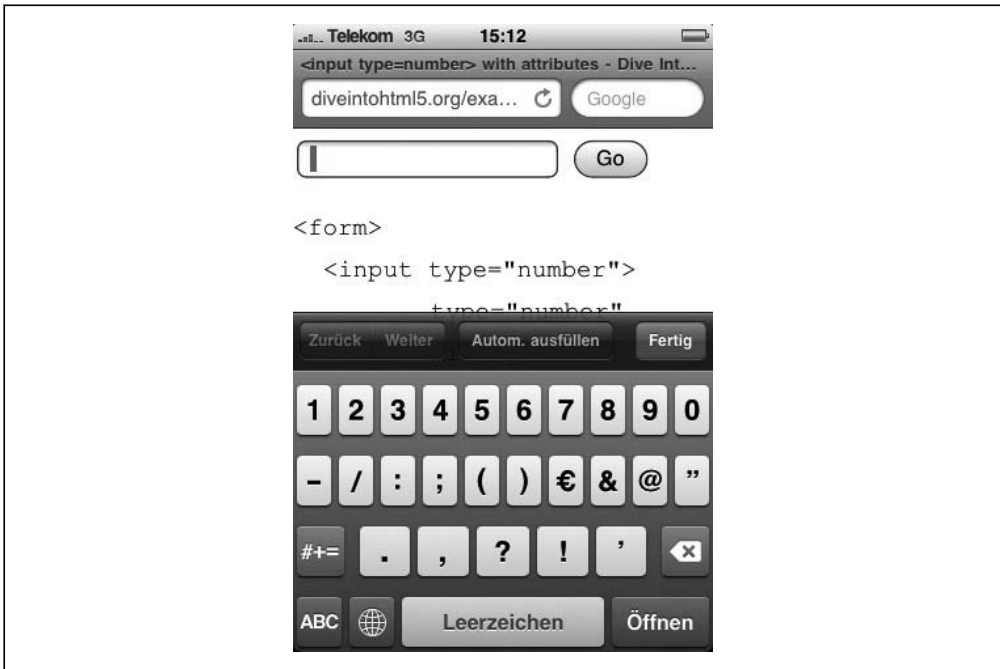 Telekom 3G 15:12
<input type=number> with attributes - Dive Int...
diveintohtml5.org/exa... Google
Go
<form>
<input type="number">
type="number"
Zurück Weiter Autom. ausfüllen Fertig
1 2 3 4 5 6 7 8 9 0
- / : ; ( ) € & @ ”
#+= . , ? ! ’
ABC Leerzeichen Öffnen